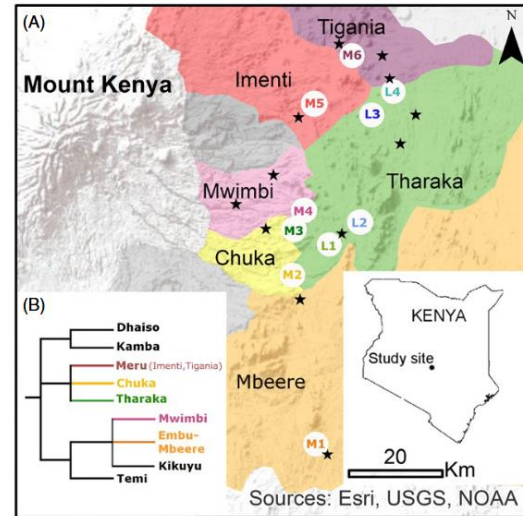 (A)
N
Tigania
M6
Mount Kenya
Imenti
L4
M5
L3
Tharaka
Mwimbi
M4
L2
M3
L1
Chuka
M2
(B)
KENYA
Study site
Dhaiso
Kamba
Meru (Imenti,Tigania)
Chuka
Tharaka
Mbeere
Mwimbi
Embu-
Mbeere
Kikuyu
Temi
M1
20
Km
Sources: Esri, USGS, NOAA